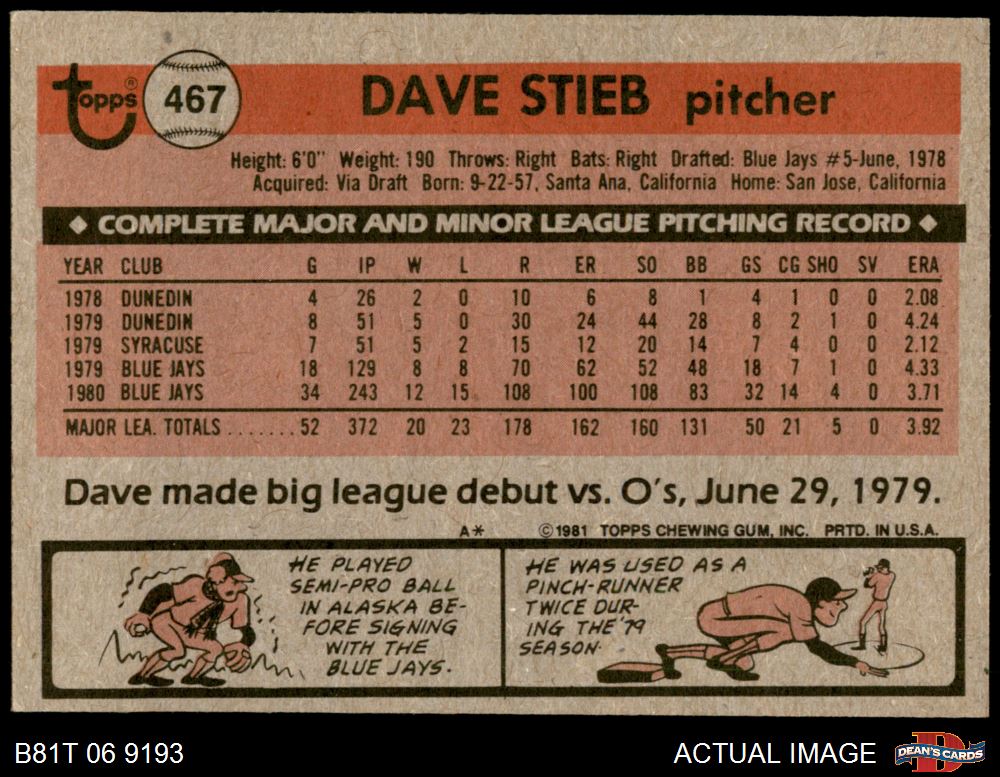 Topps® 467 DAVE STIEB pitcher
Height: 6'0" Weight: 190 Throws: Right Bats: Right Drafted: Blue Jays #5-June, 1978
Acquired: Via Draft Born: 9-22-57, Santa Ana, California Home: San Jose, California
◆ COMPLETE MAJOR AND MINOR LEAGUE PITCHING RECORD ◆
YEAR CLUB G IP W L R ER SO BB GS CG SHO SV ERA
1978 DUNEDIN 4 26 2 0 10 6 8 1 4 1 0 0 2.08
1979 DUNEDIN 8 51 5 0 30 24 44 28 8 2 1 0 4.24
1979 SYRACUSE 7 51 5 2 15 12 20 14 7 4 0 0 2.12
1979 BLUE JAYS 18 129 8 8 70 62 52 48 18 7 1 0 4.33
1980 BLUE JAYS 34 243 12 15 108 100 108 83 32 14 4 0 3.71
MAJOR LEA. TOTALS ....... 52 372 20 23 178 162 160 131 50 21 5 0 3.92
Dave made big league debut vs. O's, June 29, 1979.
A* ©1981 TOPPS CHEWING GUM, INC. PRTD. IN U.S.A.
HE PLAYED
SEMI-PRO BALL
IN ALASKA BE-
FORE SIGNING
WITH THE
BLUE JAYS.
HE WAS USED AS A
PINCH-RUNNER
TWICE DUR-
ING THE '79
SEASON.
B81T 06 9193 ACTUAL IMAGE DEAN'S CARDS